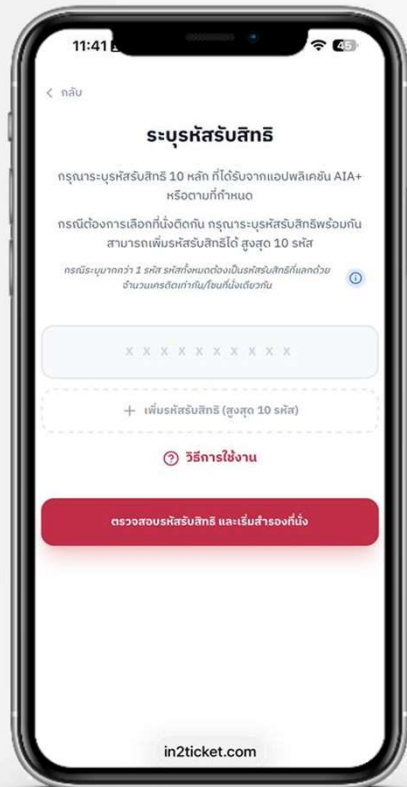 11:41
45
< กลับ
ระบุรหัสรับสิทธิ
กรุณาระบุรหัสรับสิทธิ 10 หลัก ที่ได้รับจากแอปพลิเคชัน AIA+
หรือตามที่กำหนด
กรณีต้องการเลือกที่นั่งติดกัน กรุณาระบุรหัสรับสิทธิพร้อมกัน
สามารถเพิ่มรหัสรับสิทธิได้ สูงสุด 10 รหัส
กรณีระบุมากกว่า 1 รหัส รหัสทั้งหมดต้องเป็นรหัสรับสิทธิที่แลกด้วย
จำนวนเครดิตเท่ากัน/โซนที่นั่งเดียวกัน
X X X X X X X X X X
+ เพิ่มรหัสรับสิทธิ (สูงสุด 10 รหัส)
วิธีการใช้งาน
ตรวจสอบรหัสรับสิทธิ และเริ่มสำรองที่นั่ง
in2ticket.com